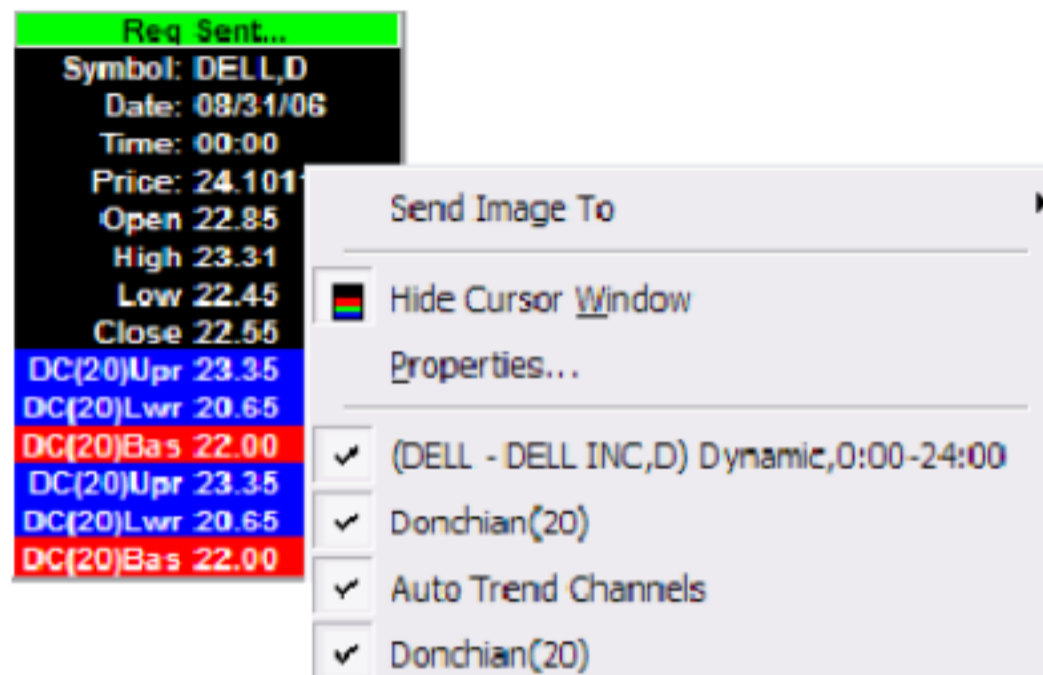 Req Sent...
Symbol: DELL,D
Date: 08/31/06
Time: 00:00
Price: 24.101
Open 22.85
High 23.31
Low 22.45
Close 22.55
DC(20)Upr 23.35
DC(20)Lwr 20.65
DC(20)Bas 22.00
DC(20)Upr 23.35
DC(20)Lwr 20.65
DC(20)Bas 22.00
Send Image To
Hide Cursor Window
Properties...
(DELL - DELL INC,D) Dynamic,0:00-24:00
Donchian(20)
Auto Trend Channels
Donchian(20)